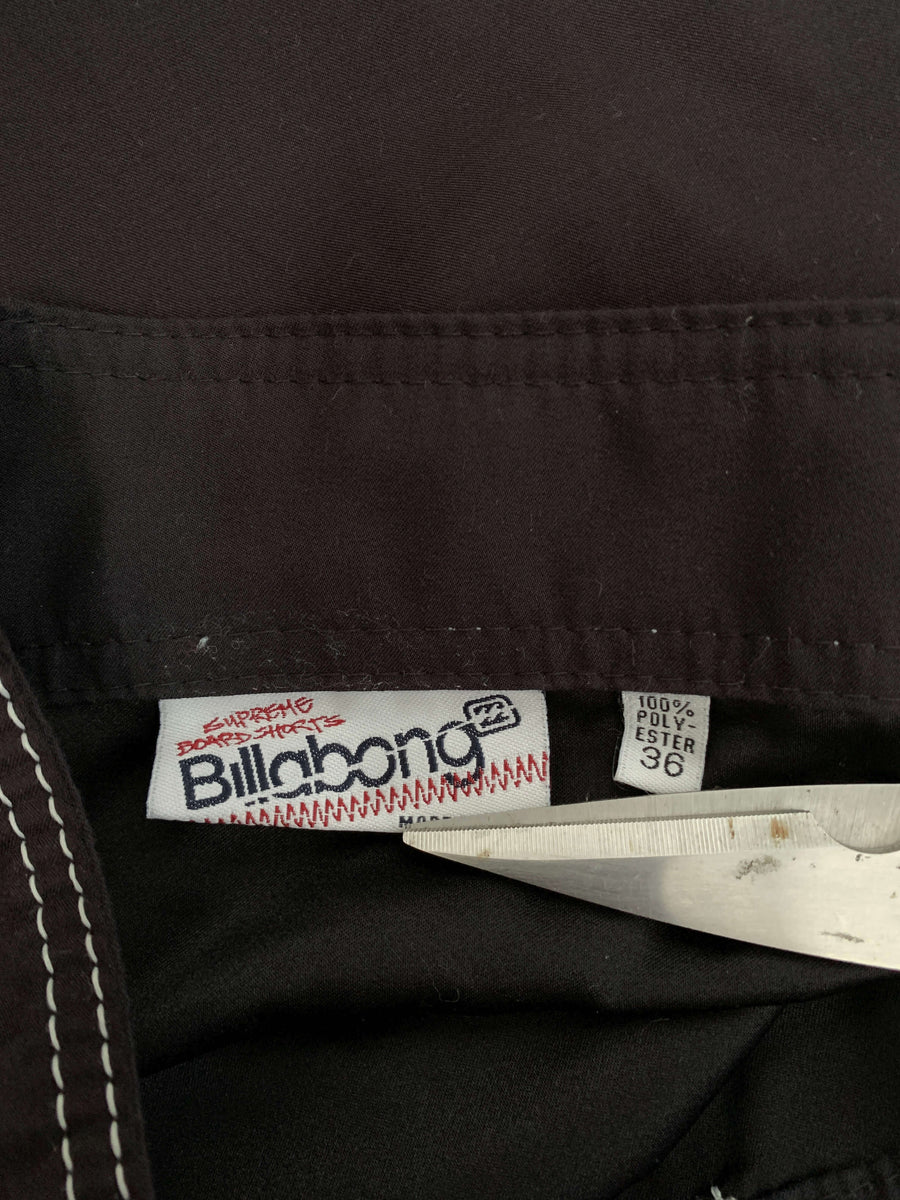 SUPREME
BOARD SHORTS
Billabong
100%
POLY-
ESTER
36